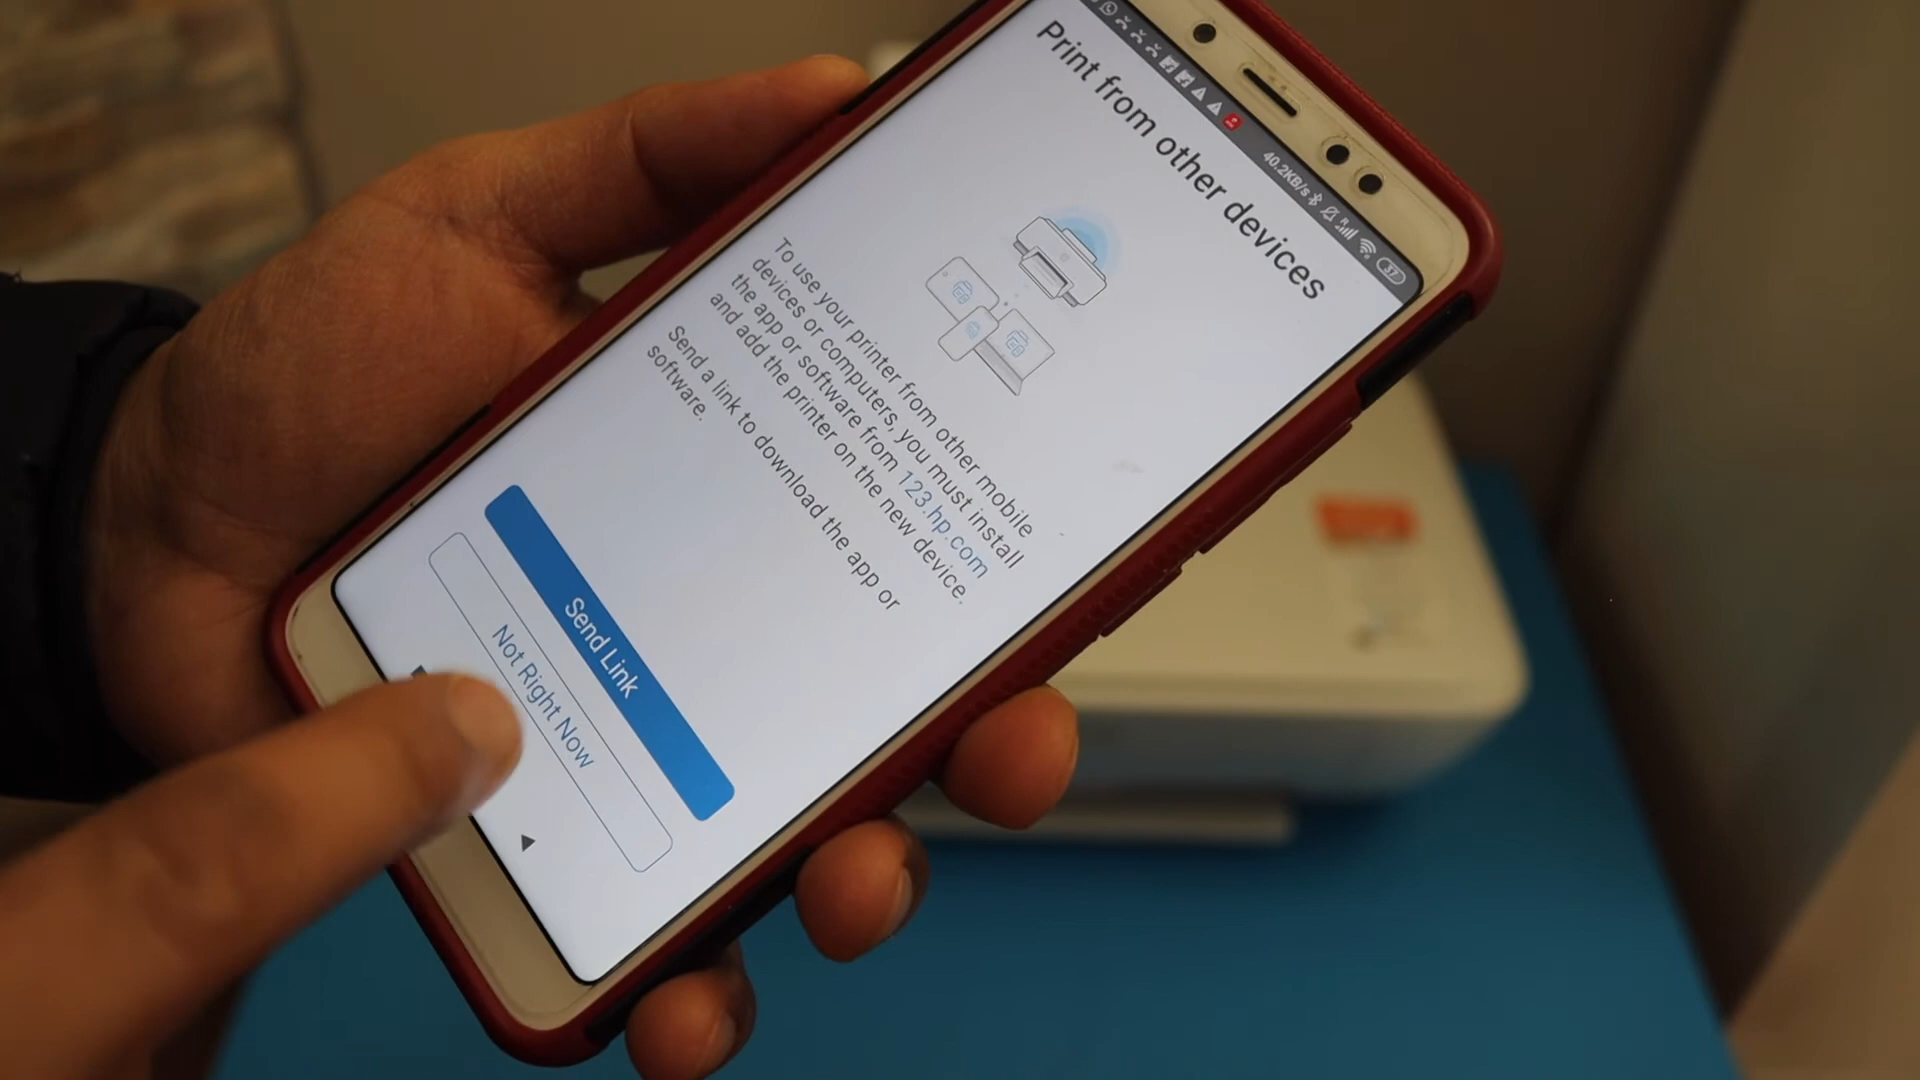 40.2KB/s
37
Print from other devices
To use your printer from other mobile
devices or computers, you must install
the app or software from 123.hp.com
and add the printer on the new device.
Send a link to download the app or
software.
Send Link
Not Right Now